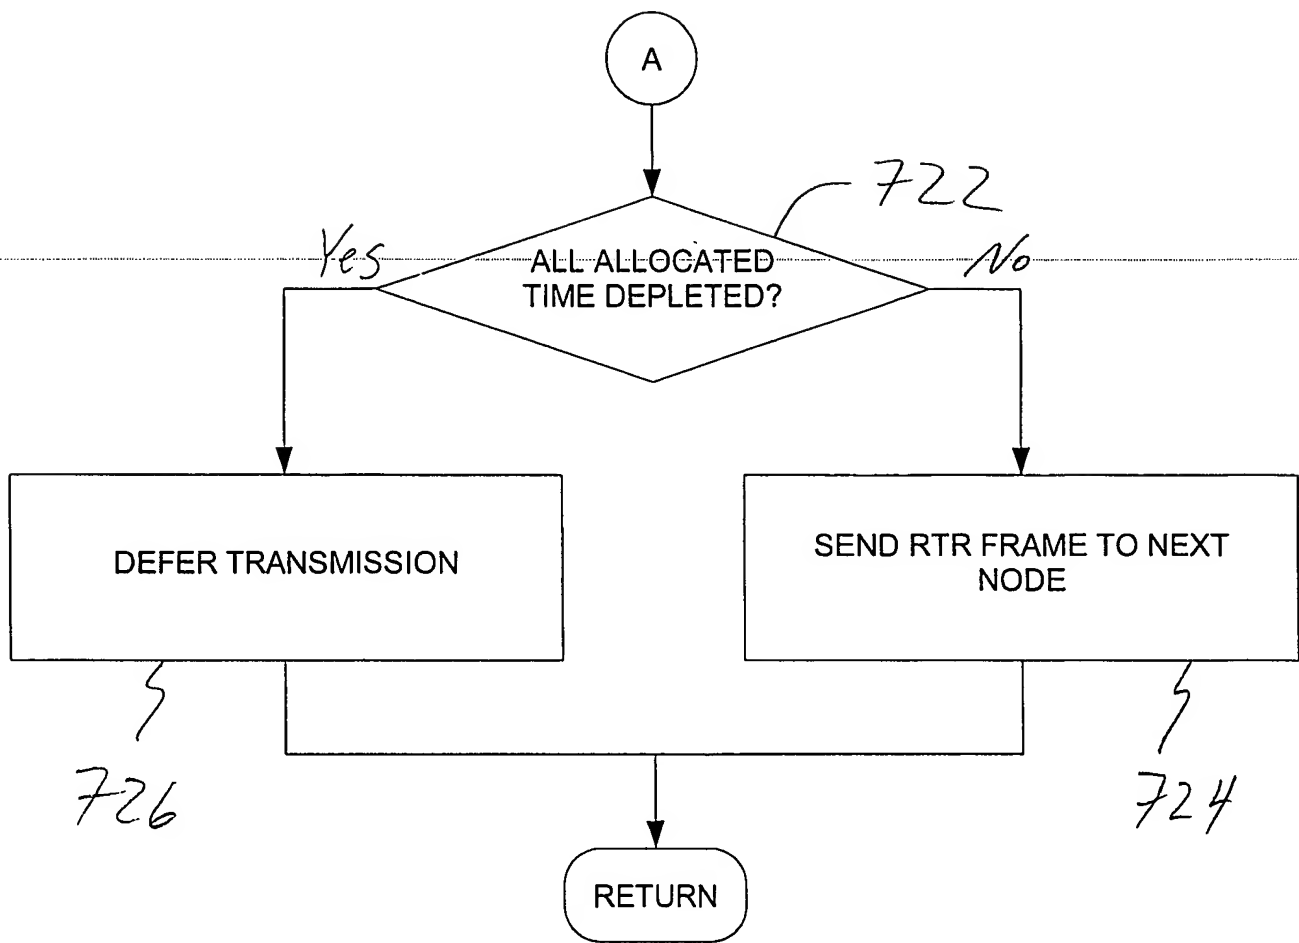 A
722
Yes
No
ALL ALLOCATED
TIME DEPLETED?
DEFER TRANSMISSION
SEND RTR FRAME TO NEXT
NODE
726
724
RETURN